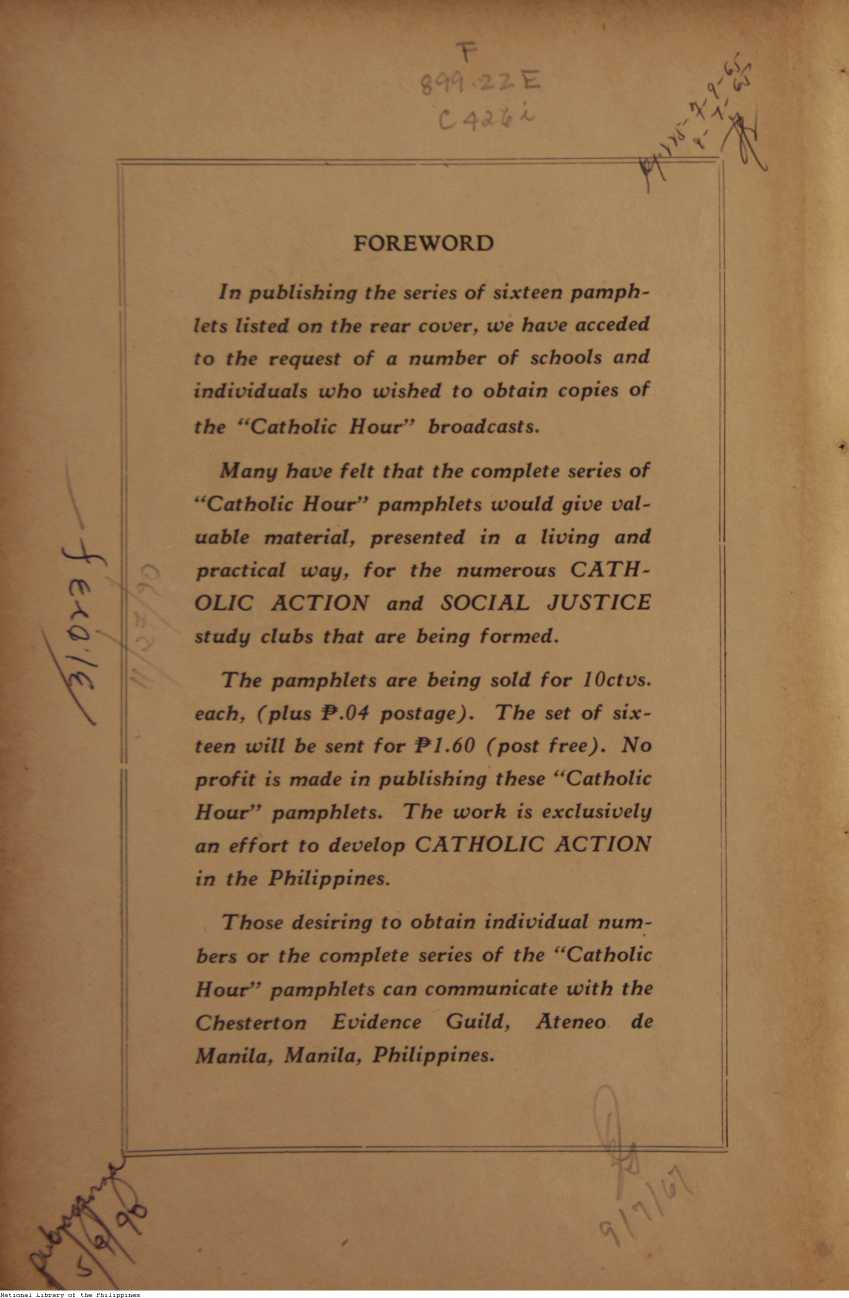 F
899.22E
C426i
FOREWORD
In publishing the series of sixteen pamph-
lets listed on the rear cover, we have acceded
to the request of a number of schools and
individuals who wished to obtain copies of
the “Catholic Hour” broadcasts.
Many have felt that the complete series of
“Catholic Hour” pamphlets would give val-
uable material, presented in a living and
practical way, for the numerous CATH-
OLIC ACTION and SOCIAL JUSTICE
study clubs that are being formed.
The pamphlets are being sold for 10ctvs.
each, (plus ₱.04 postage). The set of six-
teen will be sent for ₱1.60 (post free). No
profit is made in publishing these “Catholic
Hour” pamphlets. The work is exclusively
an effort to develop CATHOLIC ACTION
in the Philippines.
Those desiring to obtain individual num-
bers or the complete series of the “Catholic
Hour” pamphlets can communicate with the
Chesterton Evidence Guild, Ateneo de
Manila, Manila, Philippines.
9/7/67
National Library of the Philippines